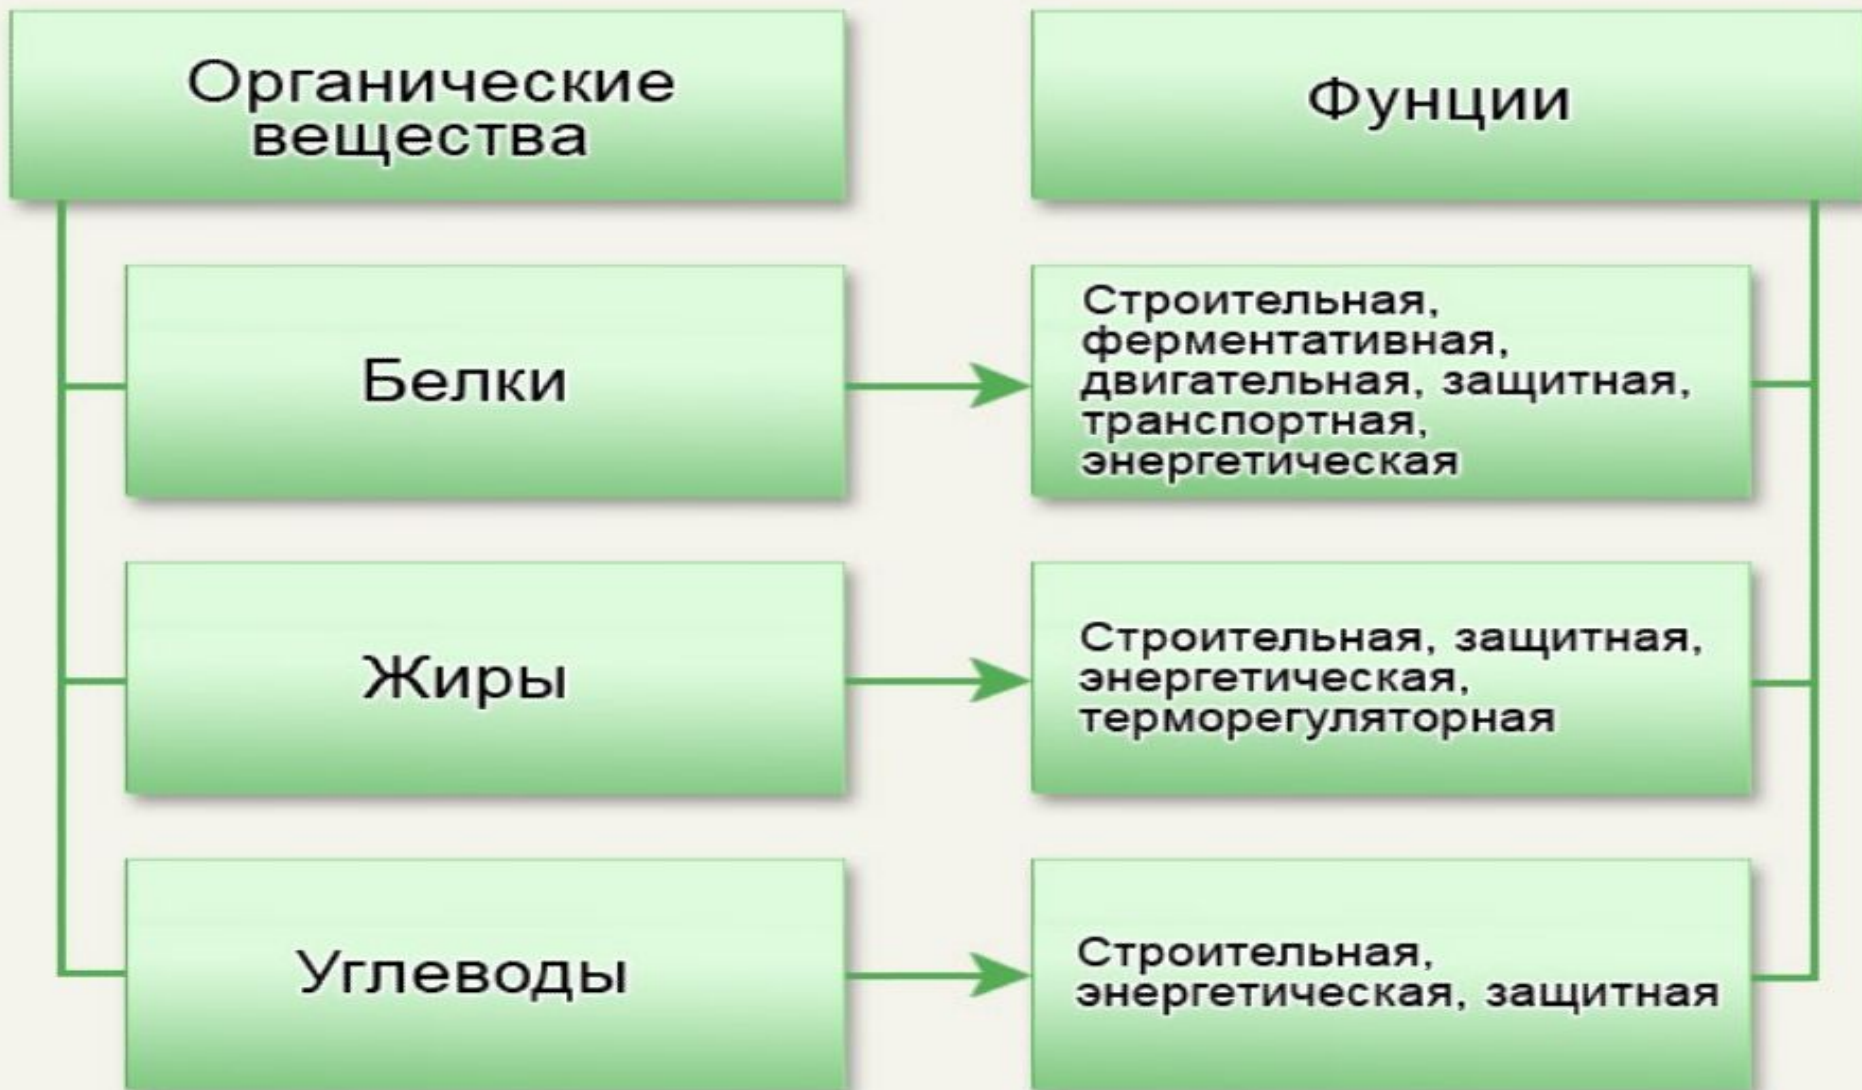 Органические
вещества
Фунции
Белки
Строительная,
ферментативная,
двигательная, защитная,
транспортная,
энергетическая
Жиры
Строительная, защитная,
энергетическая,
терморегуляторная
Углеводы
Строительная,
энергетическая, защитная